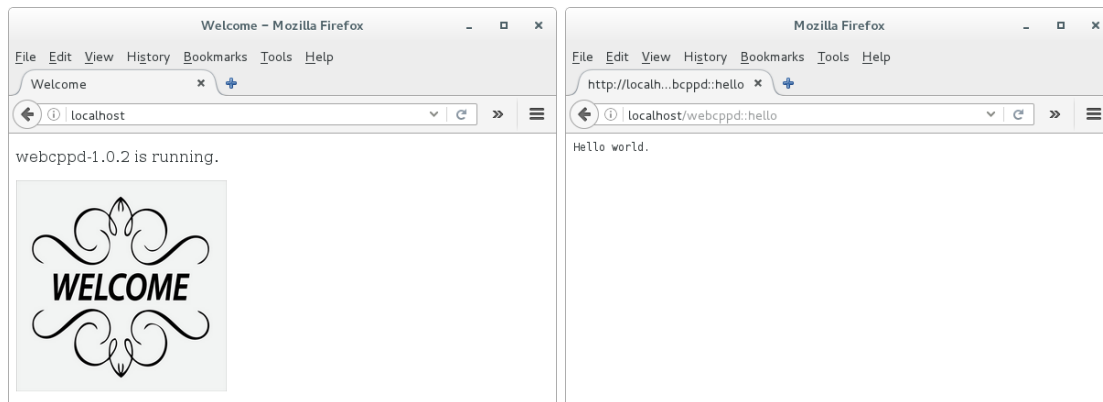 Welcome – Mozilla Firefox
File Edit View History Bookmarks Tools Help
Welcome
localhost
webcppd-1.0.2 is running.
WELCOME
Mozilla Firefox
File Edit View History Bookmarks Tools Help
http://localh...bcppd::hello
localhost/webcppd::hello
Hello world.